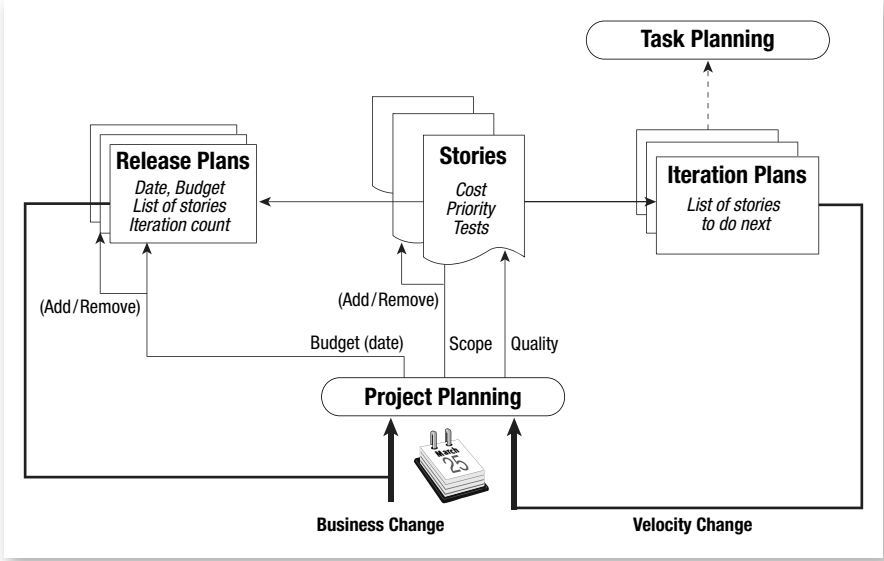 Task Planning
Release Plans
Date, Budget
List of stories
Iteration count
Stories
Cost
Priority
Tests
Iteration Plans
List of stories
to do next
(Add/Remove)
(Add/Remove)
Budget (date)
Scope
Quality
Project Planning
March
25
Business Change
Velocity Change